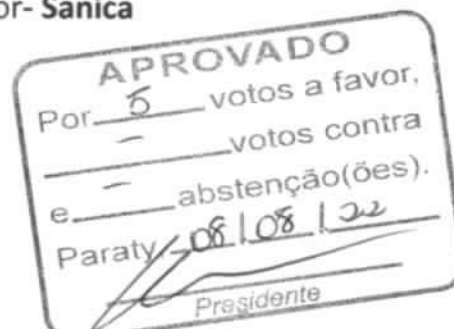 or- Sanica
APROVADO
Por 5 votos a favor,
— votos contra
e — abstenção(ões).
Paraty, 08/08/22
Presidente